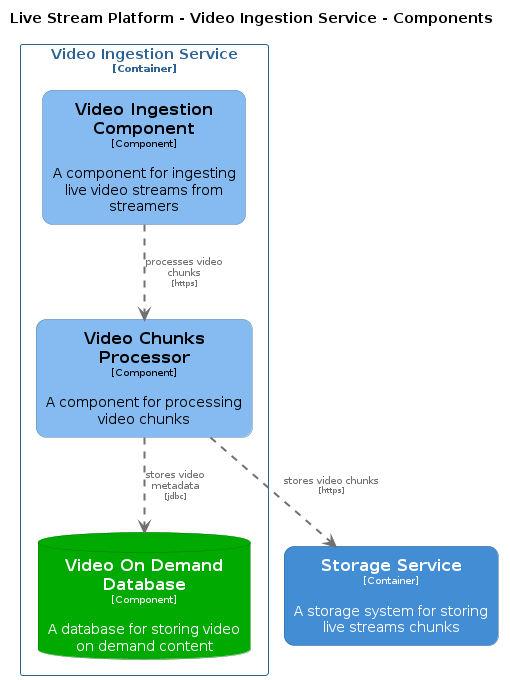 Live Stream Platform - Video Ingestion Service - Components
Video Ingestion Service
[Container]
Video Ingestion
Component
[Component]
A component for ingesting
live video streams from
streamers
processes video
chunks
[https]
Video Chunks
Processor
[Component]
A component for processing
video chunks
stores video
metadata
[jdbc]
stores video chunks
[https]
Video On Demand
Database
[Component]
A database for storing video
on demand content
Storage Service
[Container]
A storage system for storing
live streams chunks